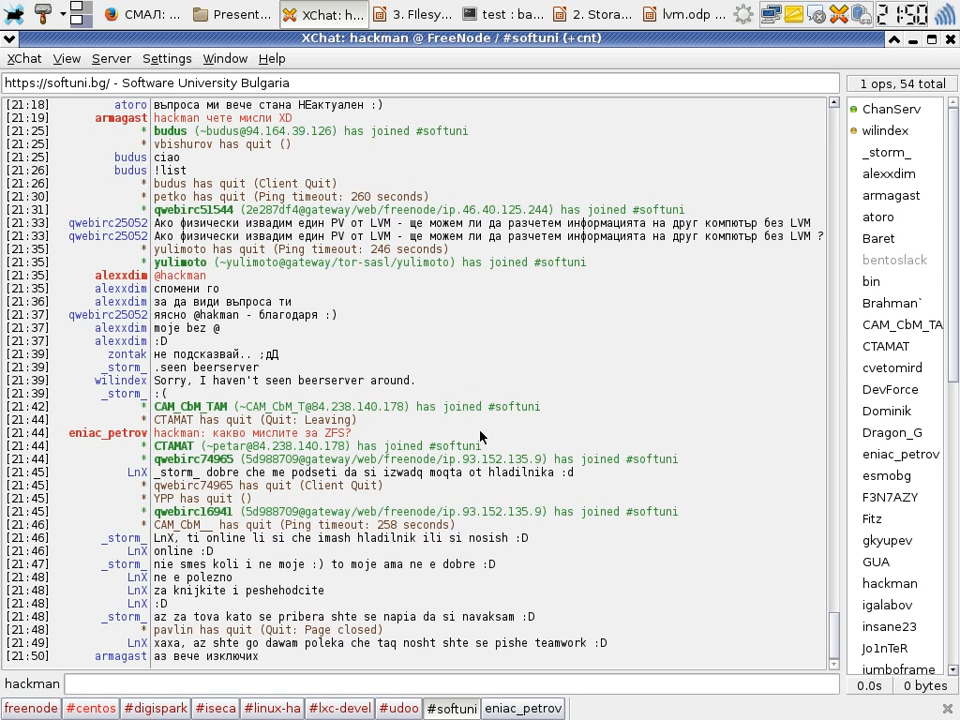 СМАЛ: ...
Present...
XChat: h...
3. FIlesy...
test : ba...
2. Stora...
lvm.odp ...
21:50
XChat: hackman @ FreeNode / #softuni (+cnt)
XChat View Server Settings Window Help
https://softuni.bg/ - Software University Bulgaria
1 ops, 54 total
[21:18] atoro въпроса ми вече стана НЕактуален :)
[21:19] armagast hackman чете мисли XD
[21:25] * budus (~budus@94.164.39.126) has joined #softuni
[21:25] * vbishurov has quit ()
[21:25] budus ciao
[21:26] budus !list
[21:26] * budus has quit (Client Quit)
[21:30] * petko has quit (Ping timeout: 260 seconds)
[21:31] * qwebirc51544 (2e287df4@gateway/web/freenode/ip.46.40.125.244) has joined #softuni
[21:33] qwebirc25052 Ако физически извадим един PV от LVM - ще можем ли да разчетем информацията на друг компютър без LVM
[21:33] qwebirc25052 Ако физически извадим един PV от LVM - ще можем ли да разчетем информацията на друг компютър без LVM ?
[21:35] * yulimoto has quit (Ping timeout: 246 seconds)
[21:35] * yulimoto (~yulimoto@gateway/tor-sasl/yulimoto) has joined #softuni
[21:35] alexxdim @hackman
[21:35] alexxdim спомени го
[21:36] alexxdim за да види въпроса ти
[21:37] qwebirc25052 яясно @hakman - благодаря :)
[21:37] alexxdim moje bez @
[21:37] alexxdim :D
[21:38] zontak не подсказвай.. ;дД
[21:39] _storm_ .seen beerserver
[21:39] wilindex Sorry, I haven't seen beerserver around.
[21:39] _storm_ :(
[21:42] * CAM_CbM_TAM (~CAM_CbM_T@84.238.140.178) has joined #softuni
[21:44] * CTAMAT has quit (Quit: Leaving)
[21:44] eniac_petrov hackman: какво мислите за ZFS?
[21:44] * CTAMAT (~petar@84.238.140.178) has joined #softuni
[21:44] * qwebirc74965 (5d988709@gateway/web/freenode/ip.93.152.135.9) has joined #softuni
[21:45] LnX _storm_ dobre che me podseti da si izwadq moqta ot hladilnika :d
[21:45] * qwebirc74965 has quit (Client Quit)
[21:45] * YPP has quit ()
[21:45] * qwebirc16941 (5d988709@gateway/web/freenode/ip.93.152.135.9) has joined #softuni
[21:46] * CAM_CbM__ has quit (Ping timeout: 258 seconds)
[21:46] _storm_ LnX, ti online li si che imash hladilnik ili si nosish :D
[21:46] LnX online :D
[21:47] _storm_ nie smes koli i ne moje :) to moje ama ne e dobre :D
[21:48] LnX ne e polezno
[21:48] LnX za knijkite i peshehodcite
[21:48] LnX :D
[21:48] _storm_ az za tova kato se pribera shte se napia da si navaksam :D
[21:48] * pavlin has quit (Quit: Page closed)
[21:49] LnX xaxa, az shte go dawam poleka che taq nosht shte se pishe teamwork :D
[21:50] armagast аз вече изключих
ChanServ
wilindex
_storm_
alexxdim
armagast
atoro
Baret
bentoslack
bin
Brahman`
CAM_CbM_TA
CTAMAT
cvetomird
DevForce
Dominik
Dragon_G
eniac_petrov
esmobg
F3N7AZY
Fitz
gkyupev
GUA
hackman
igalabov
insane23
Jo1nTeR
jumboframe
hackman
0.0s 0 bytes
freenode #centos #digispark #iseca #linux-ha #lxc-devel #udoo #softuni eniac_petrov